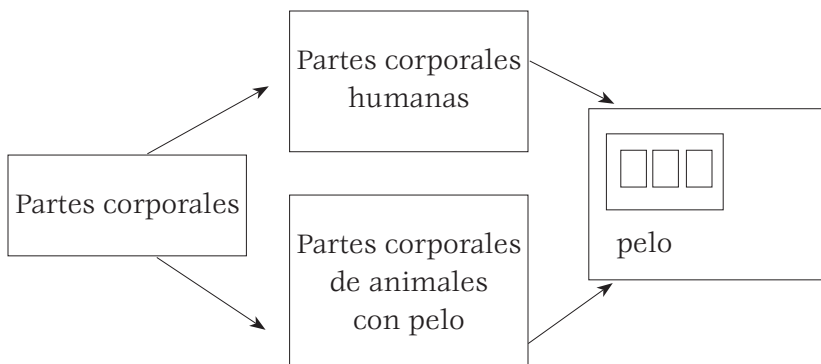 Partes corporales
Partes corporales
humanas
Partes corporales
de animales
con pelo
pelo